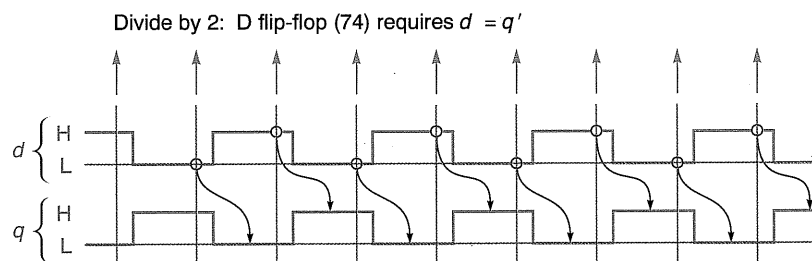 Divide by 2: D flip-flop (74) requires d = q'
H
d
L
H
q
L